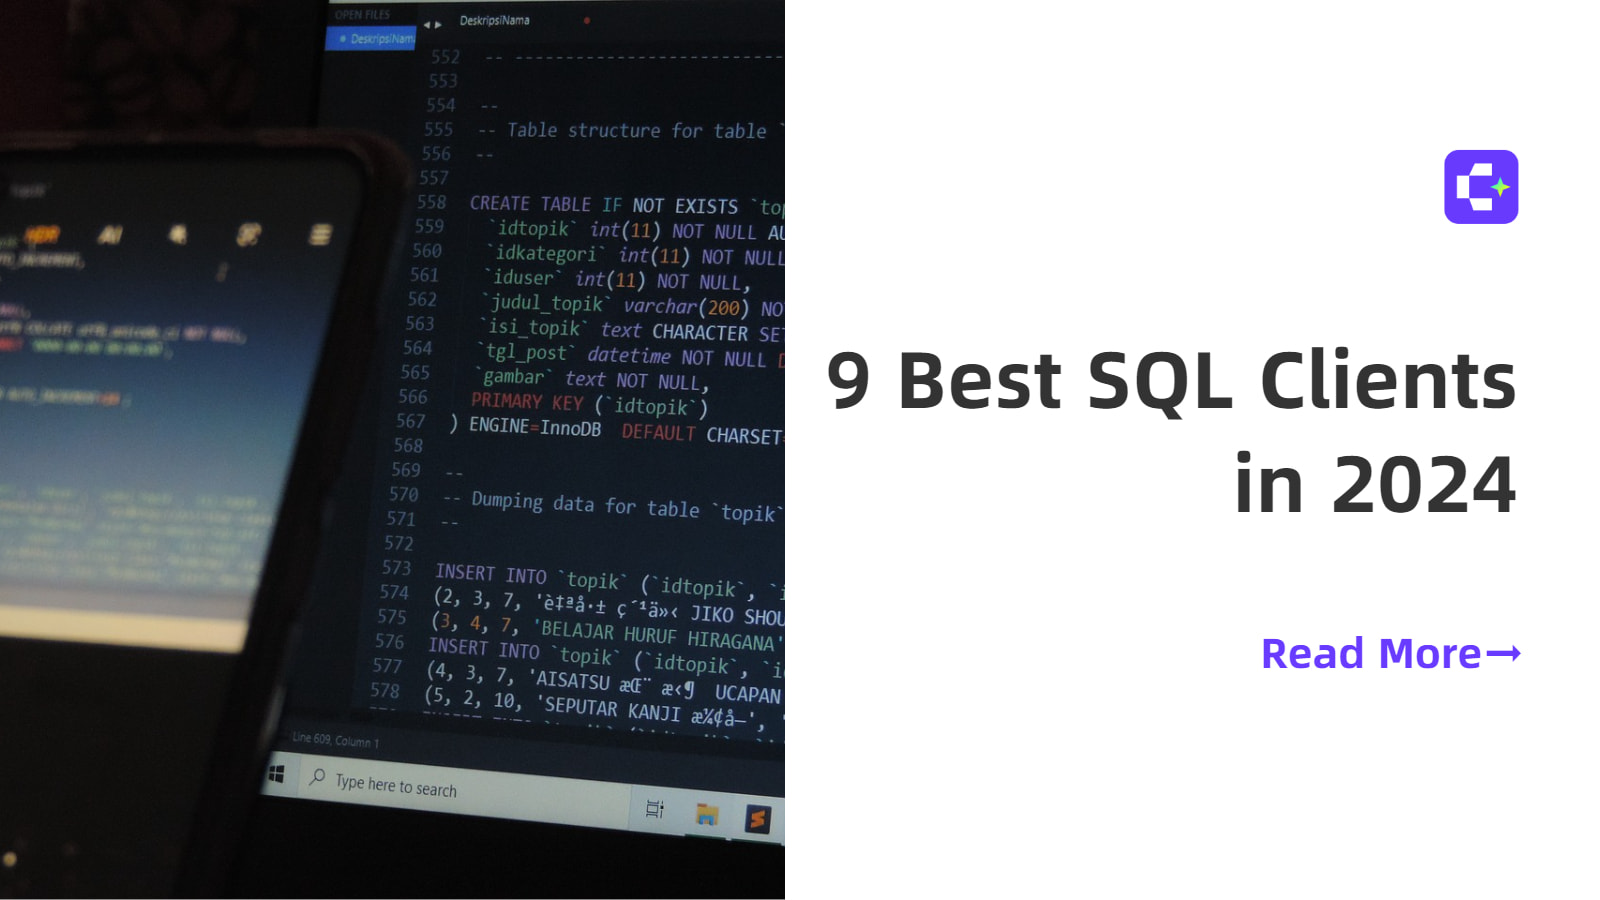 OPEN FILES
DeskripsiNama
DeskripsiNam
552 -- --------------------------
553
554 --
555 -- Table structure for table `
556 --
557
558 CREATE TABLE IF NOT EXISTS `top
559 `idtopik` int(11) NOT NULL AU
560 `idkategori` int(11) NOT NULL
561 `iduser` int(11) NOT NULL,
562 `judul_topik` varchar(200) NO
563 `isi_topik` text CHARACTER SET
564 `tgl_post` datetime NOT NULL D
565 `gambar` text NOT NULL,
566 PRIMARY KEY (`idtopik`)
567 ) ENGINE=InnoDB DEFAULT CHARSET=
568
569 --
570 -- Dumping data for table `topik`
571 --
572
573 INSERT INTO `topik` (`idtopik`, `i
574 (2, 3, 7, 'è‡ªå·± ç´¹ä»‹ JIKO SHOU
575 (3, 4, 7, 'BELAJAR HURUF HIRAGANA'
576 INSERT INTO `topik` (`idtopik`, `i
577 (4, 3, 7, 'AISATSU æŒ¨ æ‹¶ UCAPAN
578 (5, 2, 10, 'SEPUTAR KANJI æ¼¢å­—',
Line 609, Column 1
Type here to search
HDR AI
9 Best SQL Clients
in 2024
Read More→